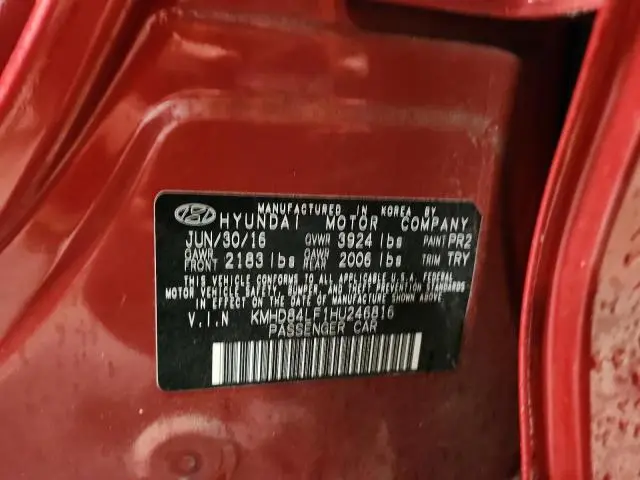 MANUFACTURED IN KOREA BY
HYUNDAI MOTOR COMPANY
JUN/30/16 GVWR 3924 lbs PAINT PR2
GAWR FRONT 2183 lbs GAWR REAR 2006 lbs TRIM TRY
THIS VEHICLE CONFORMS TO ALL APPLICABLE U.S.A. FEDERAL
MOTOR VEHICLE SAFETY, BUMPER, AND THEFT PREVENTION STANDARDS
IN EFFECT ON THE DATE OF MANUFACTURE SHOWN ABOVE
V.I.N KMHD84LF1HU246816
PASSENGER CAR